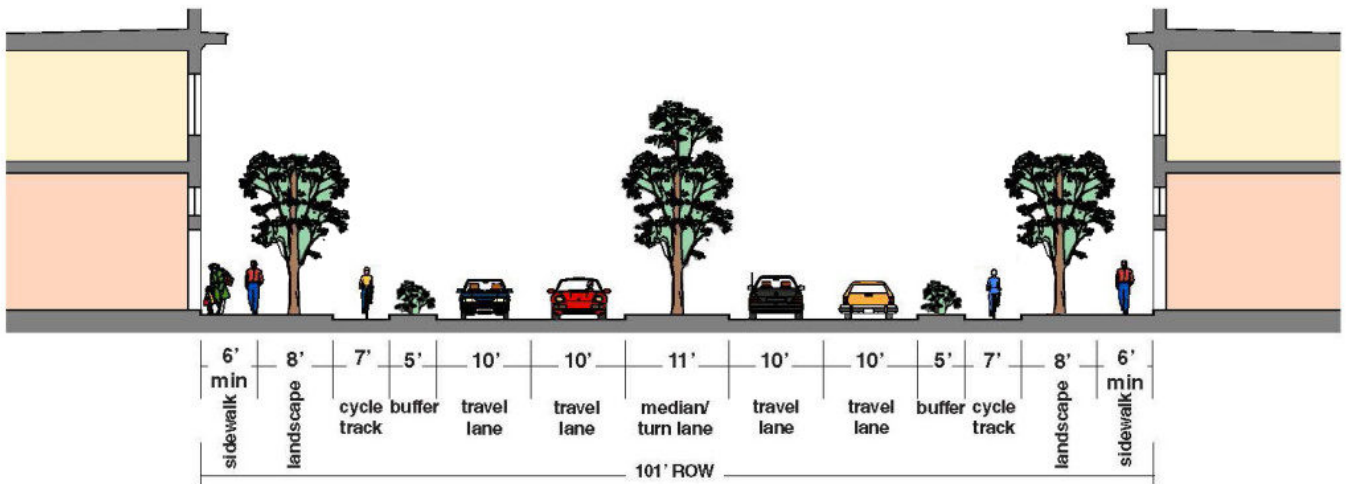 6' 8' 7' 5' 10' 10' 11' 10' 10' 5' 7' 8' 6'
min min
sidewalk
landscape
cycle
track
buffer
travel
lane
travel
lane
median/
turn lane
travel
lane
travel
lane
buffer
cycle
track
landscape
sidewalk
101' ROW